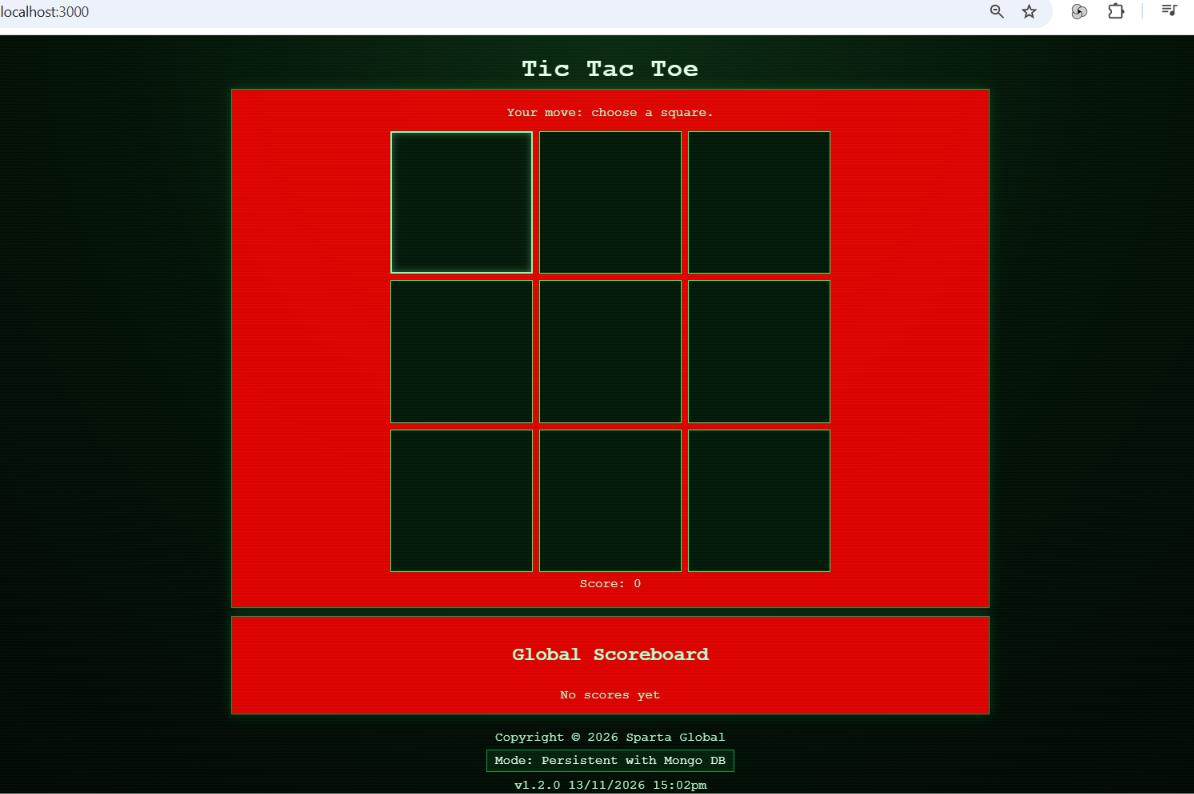 localhost:3000
Tic Tac Toe
Your move: choose a square.
Score: 0
Global Scoreboard
No scores yet
Copyright © 2026 Sparta Global
Mode: Persistent with Mongo DB
v1.2.0 13/11/2026 15:02pm